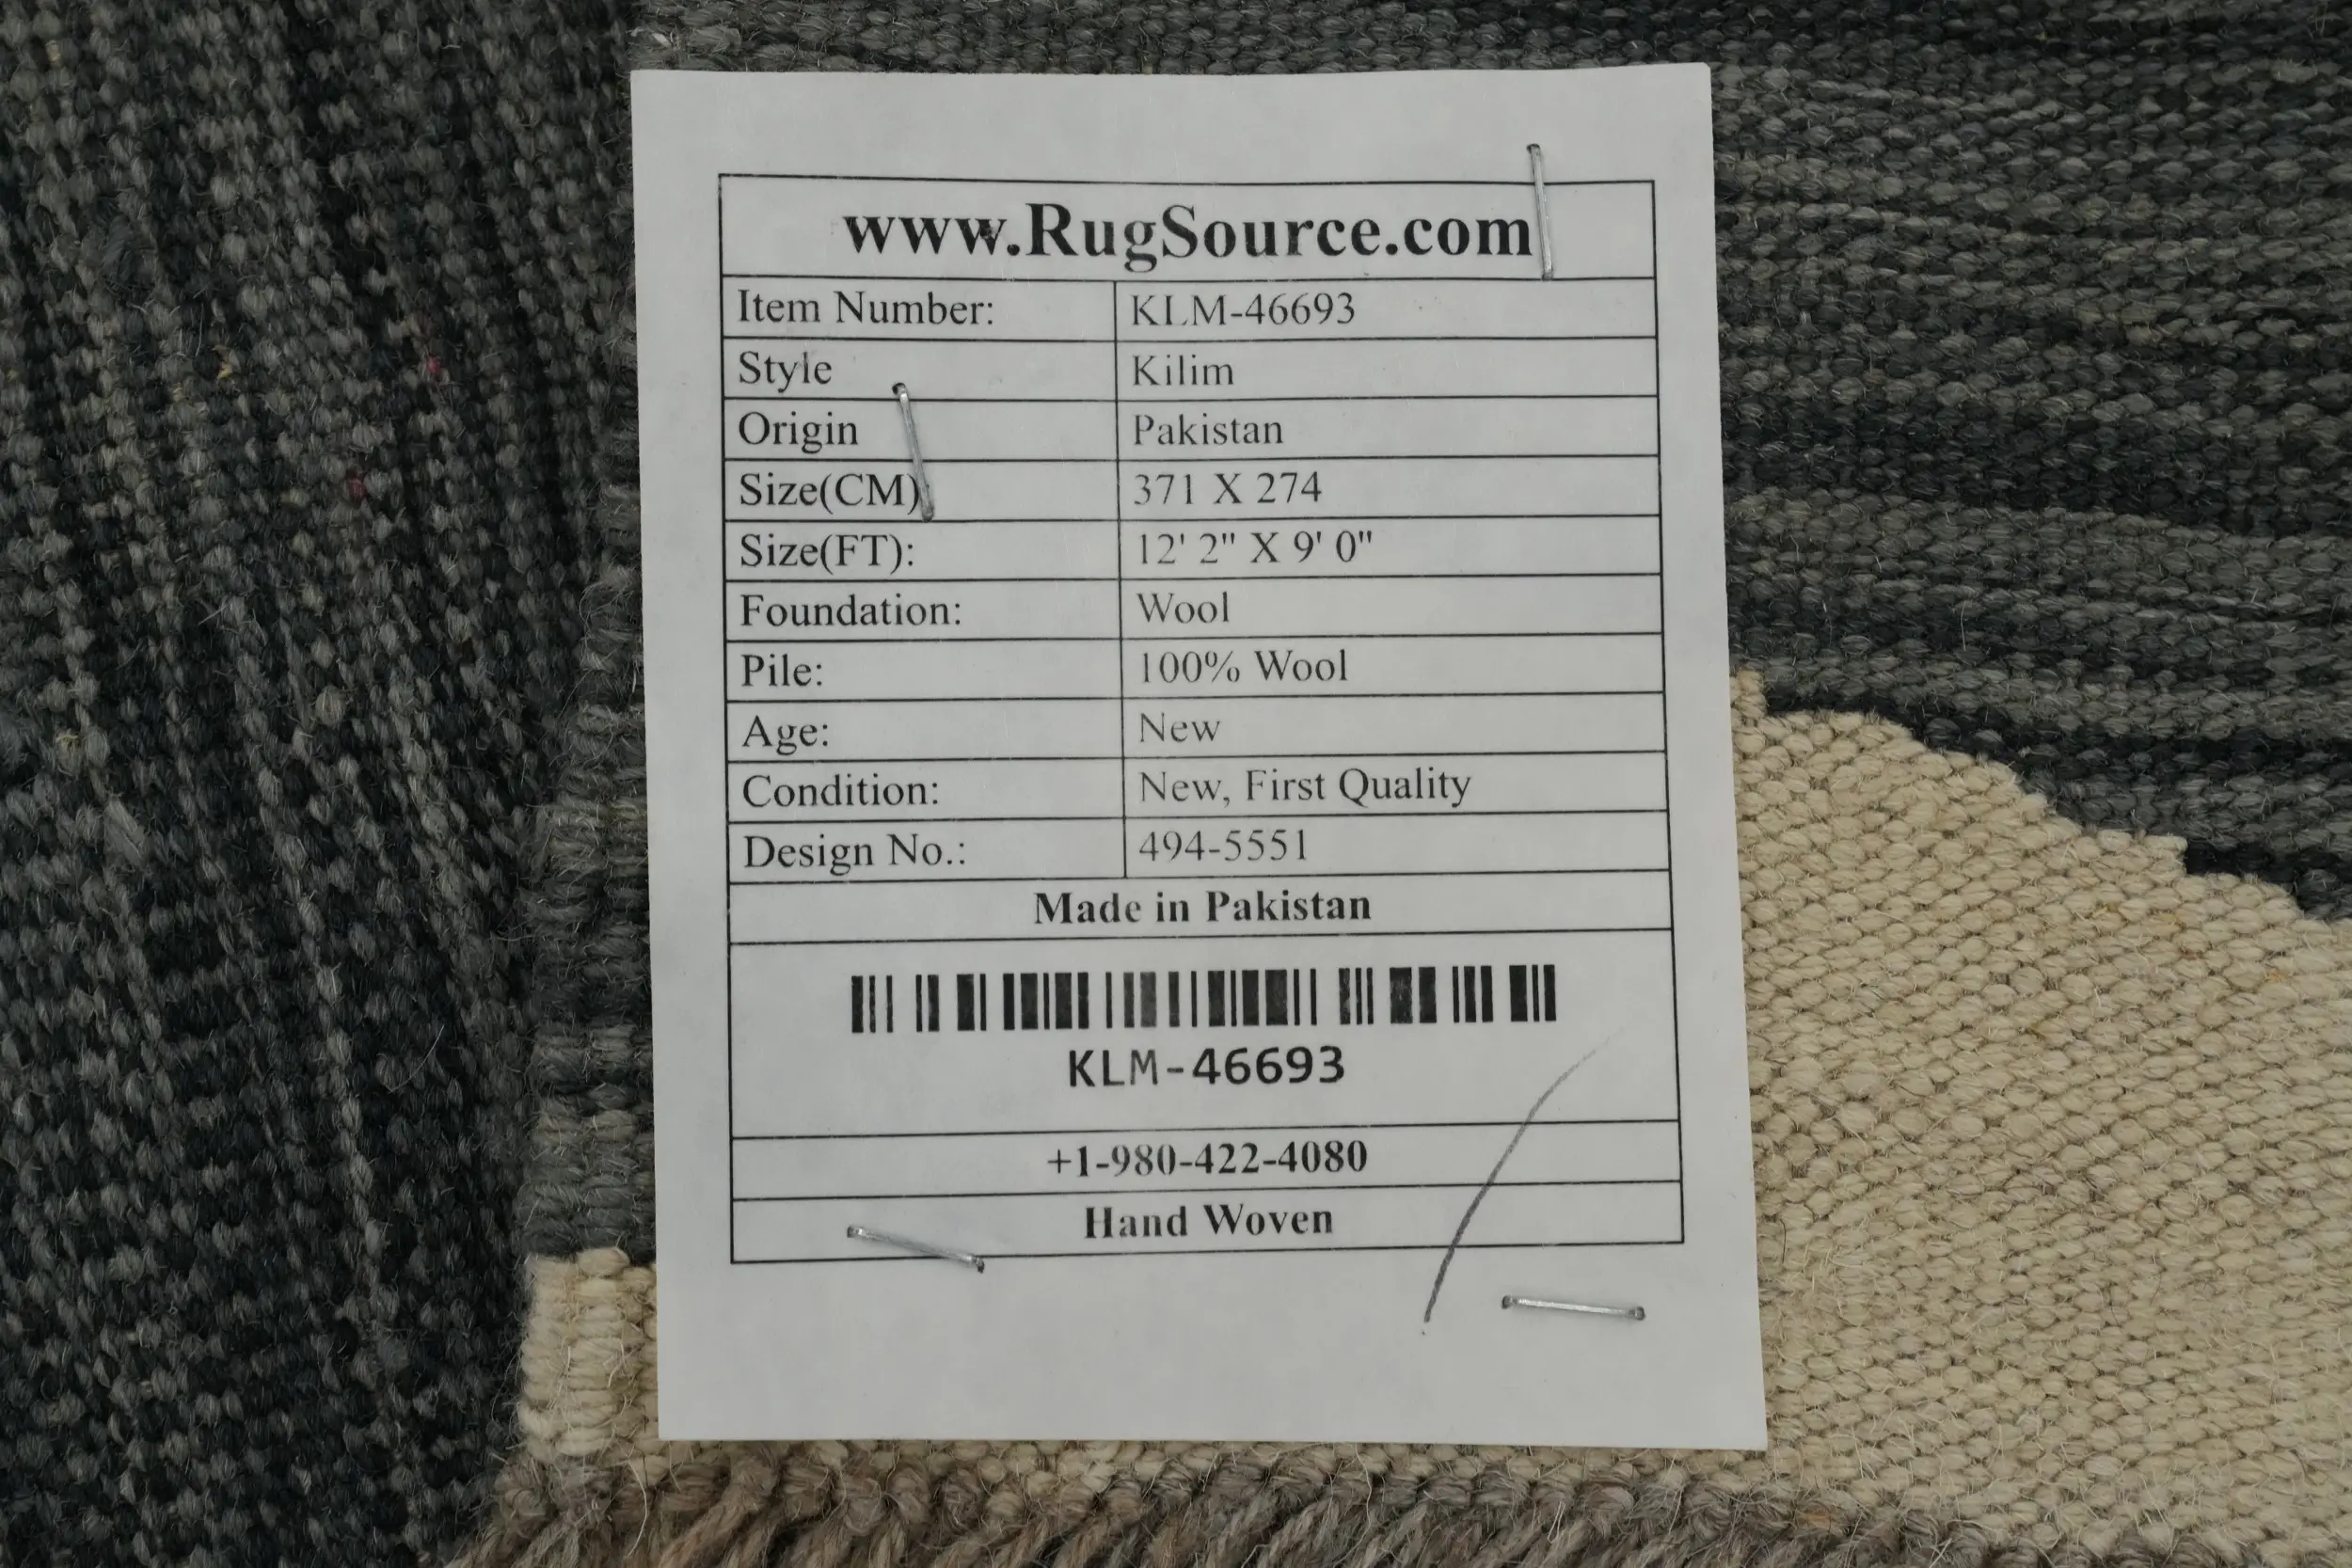 www.RugSource.com
Item Number: KLM-46693
Style Kilim
Origin Pakistan
Size(CM) 371 X 274
Size(FT): 12' 2" X 9' 0"
Foundation: Wool
Pile: 100% Wool
Age: New
Condition: New, First Quality
Design No.: 494-5551
Made in Pakistan
KLM-46693
+1-980-422-4080
Hand Woven